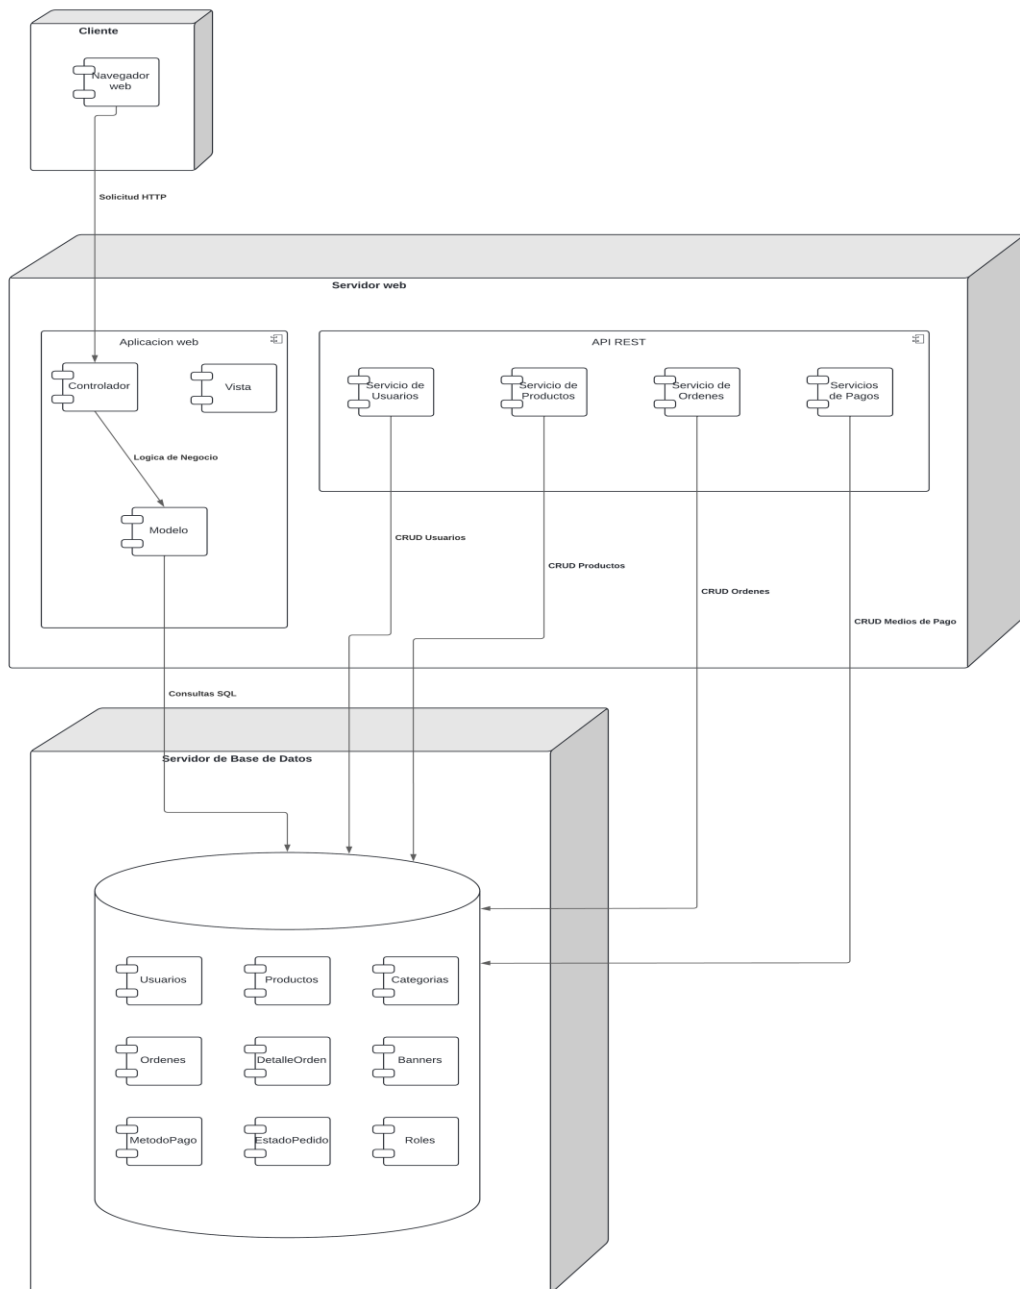 Cliente
Navegador
web
Solicitud HTTP
Servidor web
Aplicacion web
API REST
Controlador
Vista
Servicio de
Usuarios
Servicio de
Productos
Servicio de
Ordenes
Servicios
de Pagos
Logica de Negocio
Modelo
CRUD Usuarios
CRUD Productos
CRUD Ordenes
CRUD Medios de Pago
Consultas SQL
Servidor de Base de Datos
Usuarios
Productos
Categorias
Ordenes
DetalleOrden
Banners
MetodoPago
EstadoPedido
Roles